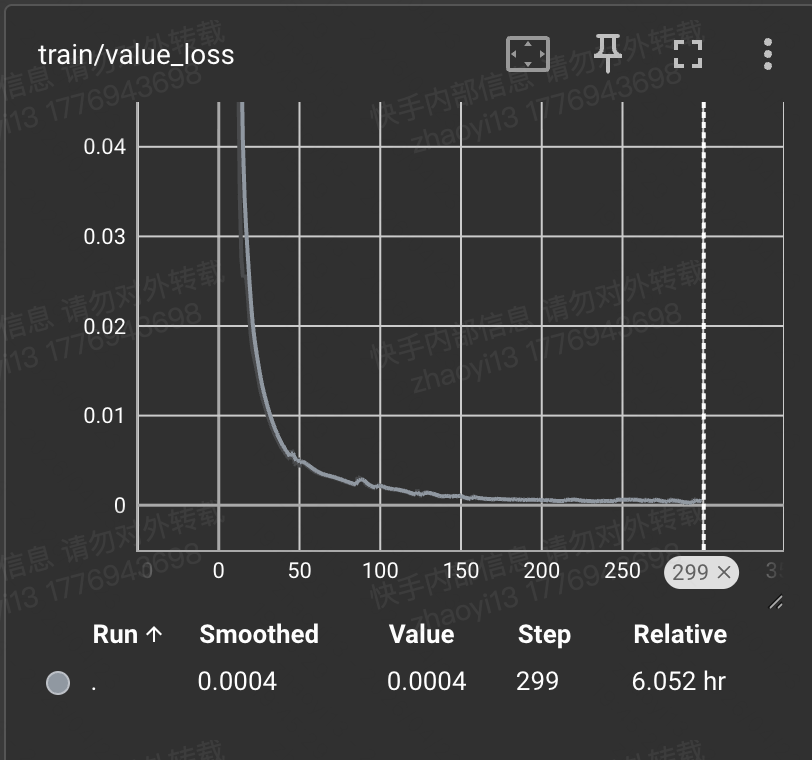 train/value_loss
0.04
0.03
0.02
0.01
0
0 0 50 100 150 200 250 299 3
Run Smoothed Value Step Relative
. 0.0004 0.0004 299 6.052 hr
快手内部信息 请勿对外转载
zhaoyi13 1776943698